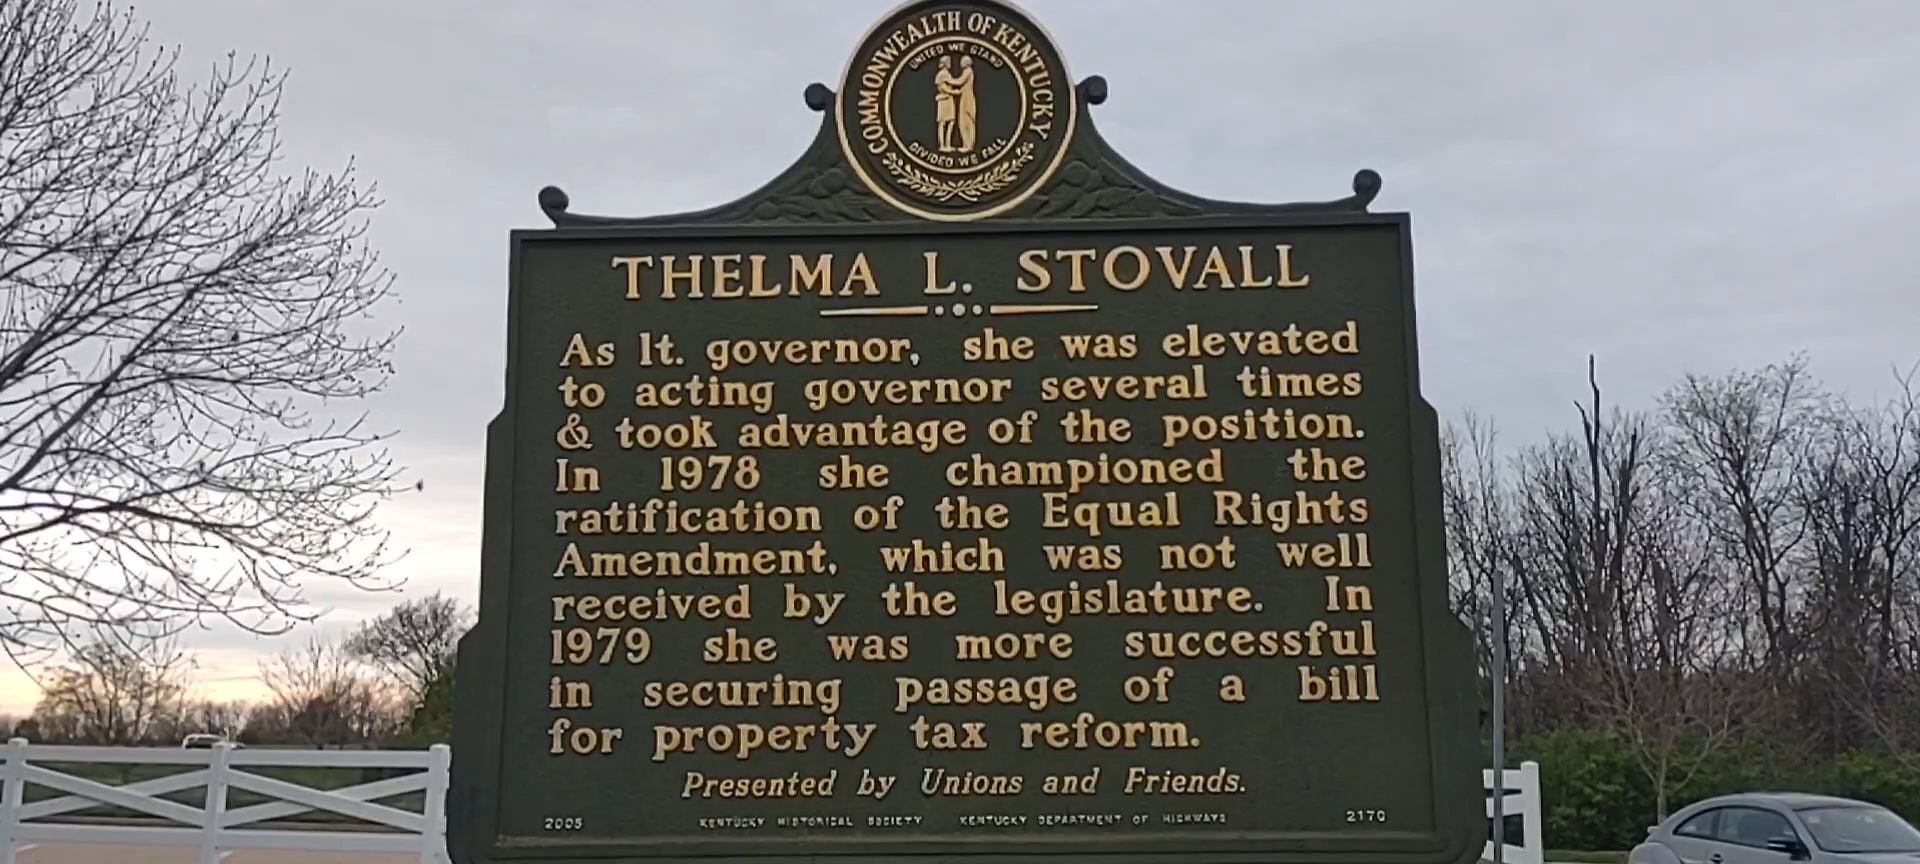 COMMONWEALTH OF KENTUCKY
UNITED WE STAND
DIVIDED WE FALL
THELMA L. STOVALL
As lt. governor, she was elevated
to acting governor several times
& took advantage of the position.
In 1978 she championed the
ratification of the Equal Rights
Amendment, which was not well
received by the legislature. In
1979 she was more successful
in securing passage of a bill
for property tax reform.
Presented by Unions and Friends.
2005 KENTUCKY HISTORICAL SOCIETY KENTUCKY DEPARTMENT OF HIGHWAYS 2170